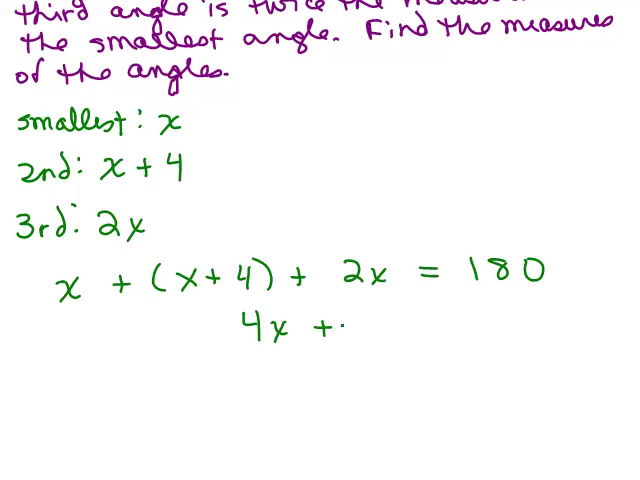 third angle is twice the
the smallest angle. Find the measures
of the angles.
smallest: x
2nd: x + 4
3rd: 2x
x + (x + 4) + 2x = 180
4x +